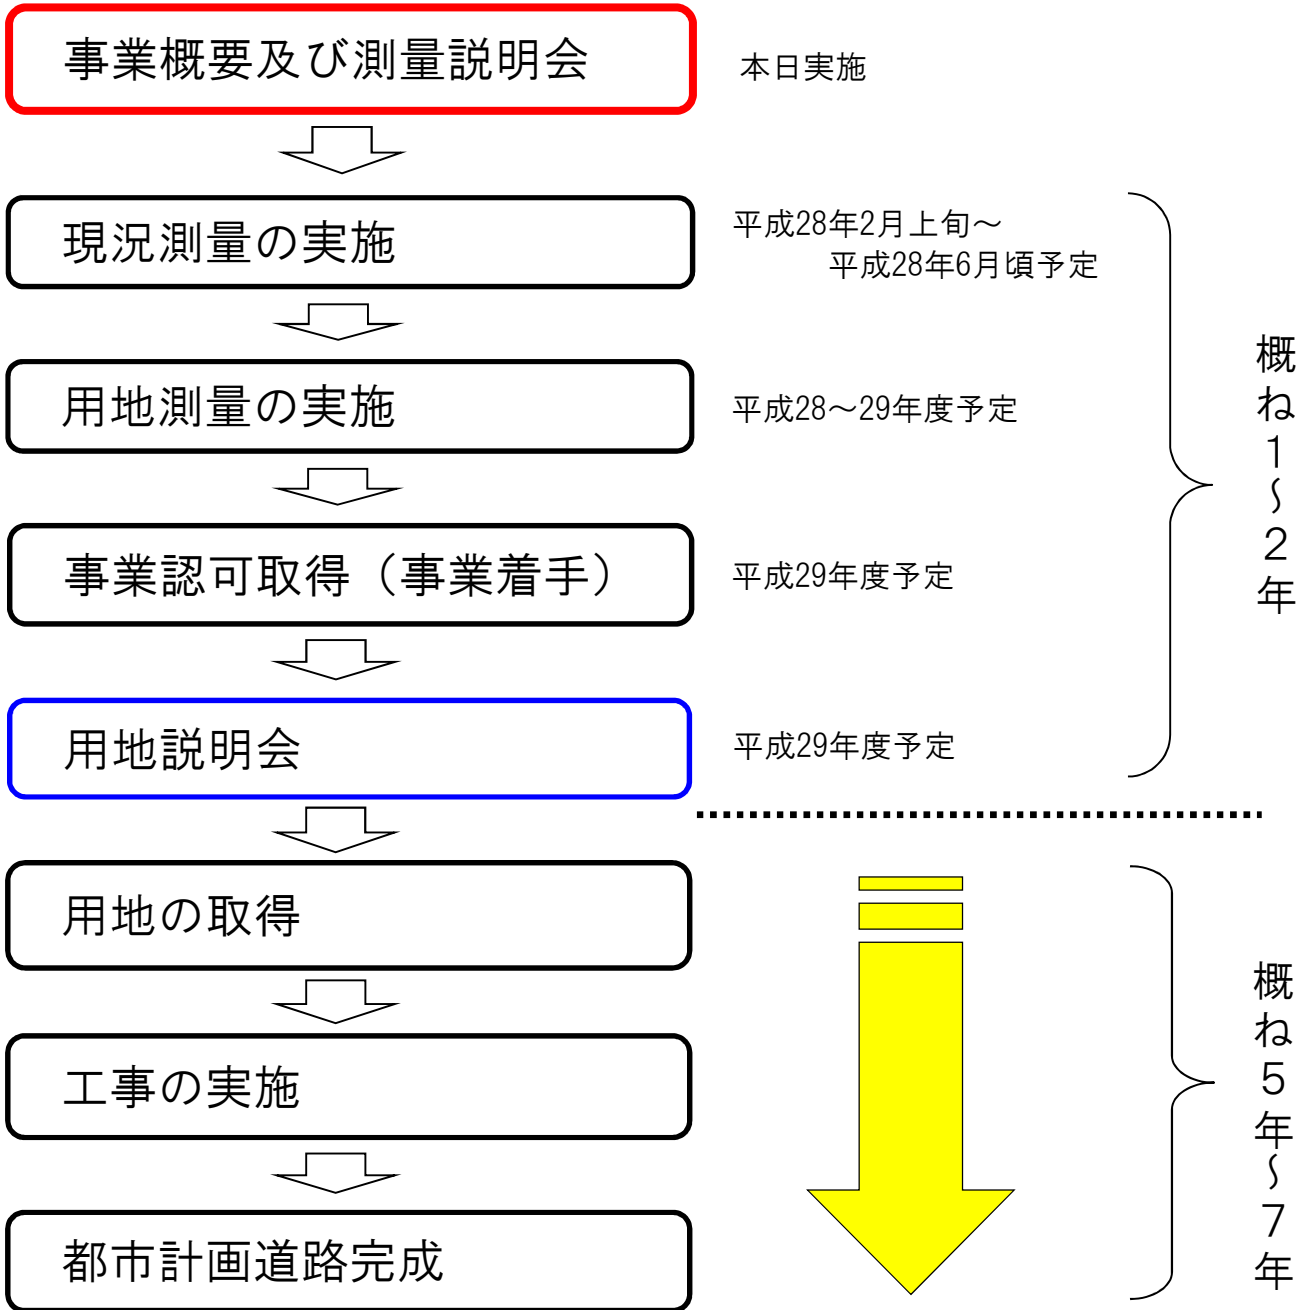 事業概要及び測量説明会
本日実施
現況測量の実施
平成28年2月上旬～
平成28年6月頃予定
用地測量の実施
平成28～29年度予定
事業認可取得（事業着手）
平成29年度予定
用地説明会
平成29年度予定
概ね１～２年
用地の取得
工事の実施
都市計画道路完成
概ね５年～７年